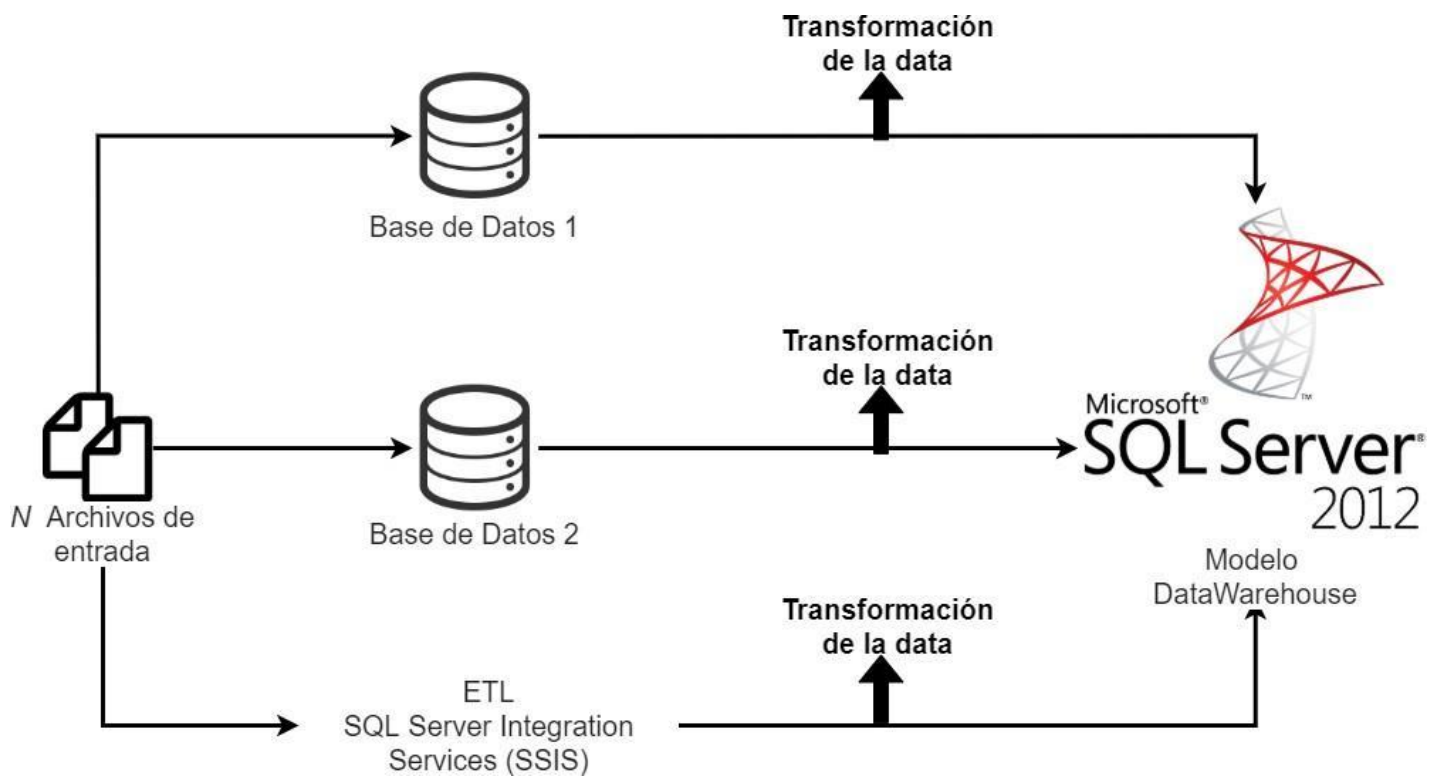 Transformación
de la data
Base de Datos 1
Transformación
de la data
Microsoft®
SQL Server®
2012
™
N Archivos de
entrada
Base de Datos 2
Modelo
DataWarehouse
Transformación
de la data
ETL
SQL Server Integration
Services (SSIS)